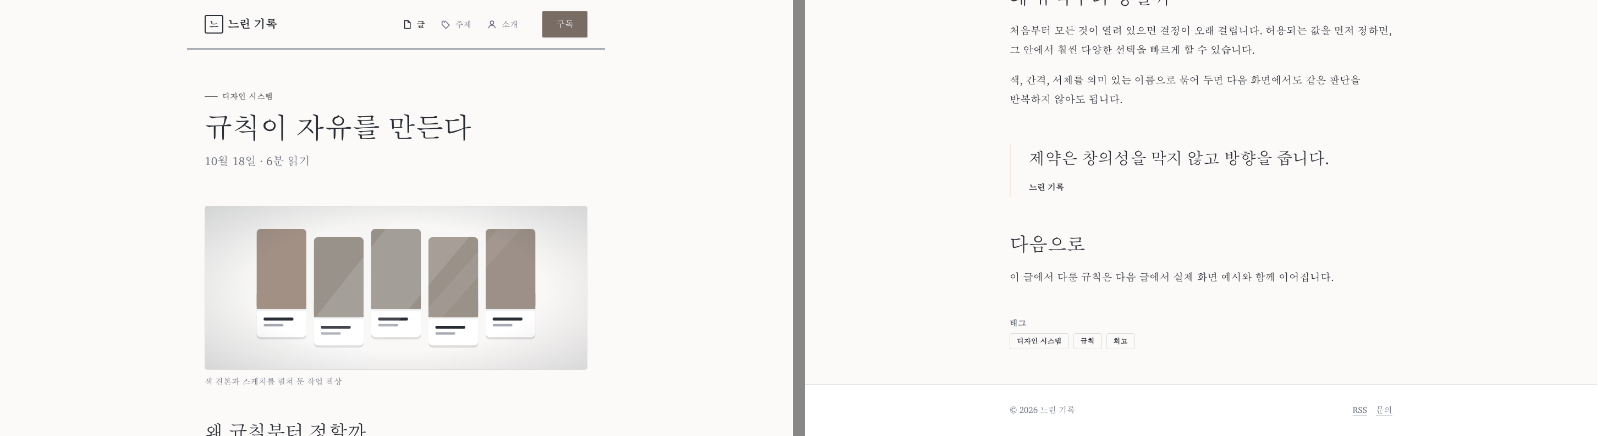 느 느린 기록
글 주제 소개 구독
디자인 시스템
규칙이 자유를 만든다
10월 18일 · 6분 읽기
색 견본과 스케치를 펼쳐 둔 작업 책상
왜 규칙부터 정할까
처음부터 모든 것이 열려 있으면 결정이 오래 걸립니다. 허용되는 값을 먼저 정하면,
그 안에서 훨씬 다양한 선택을 빠르게 할 수 있습니다.
색, 간격, 서체를 의미 있는 이름으로 묶어 두면 다음 화면에서도 같은 판단을
반복하지 않아도 됩니다.
제약은 창의성을 막지 않고 방향을 줍니다.
느린 기록
다음으로
이 글에서 다룬 규칙은 다음 글에서 실제 화면 예시와 함께 이어집니다.
태그
디자인 시스템 규칙 회고
© 2026 느린 기록
RSS 문의